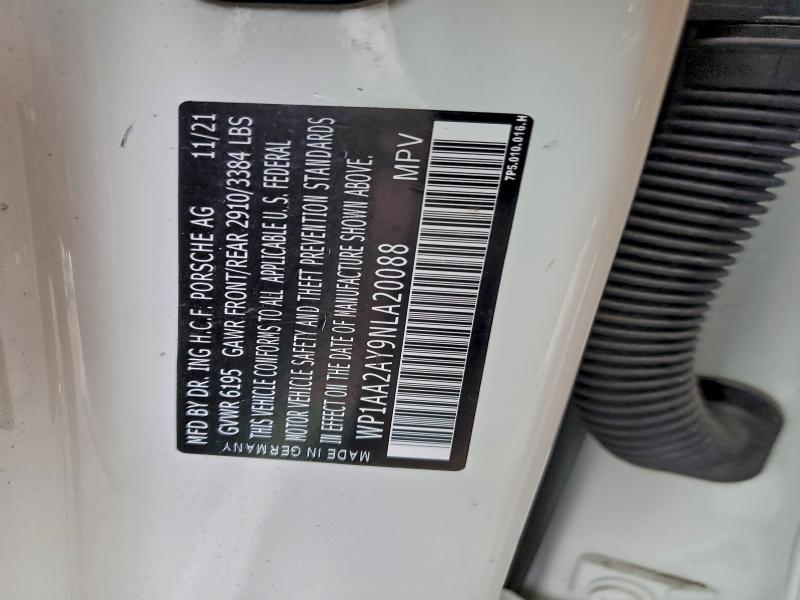 MFD BY DR. ING H.C.F. PORSCHE AG 11/21
GVWR 6195 GAWR FRONT/REAR 2910/3384 LBS
THIS VEHICLE CONFORMS TO ALL APPLICABLE U.S. FEDERAL
MOTOR VEHICLE SAFETY AND THEFT PREVENTION STANDARDS
IN EFFECT ON THE DATE OF MANUFACTURE SHOWN ABOVE.
WP1AA2AY9NLA20088 MPV
MADE IN GERMANY
7P5.010.016.H